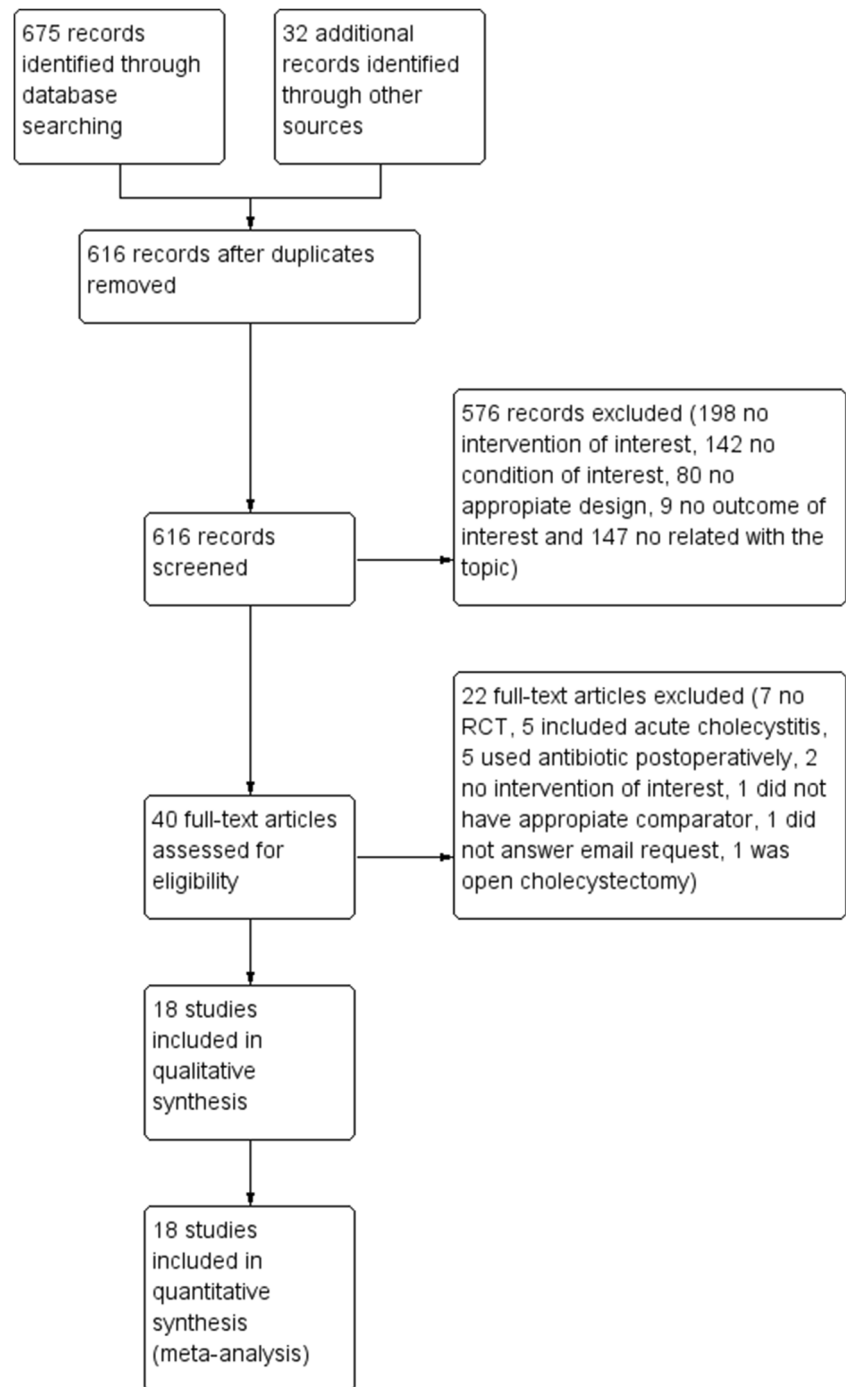 675 records
identified through
database
searching
32 additional
records identified
through other
sources
616 records after duplicates
removed
576 records excluded (198 no
intervention of interest, 142 no
condition of interest, 80 no
appropiate design, 9 no outcome of
interest and 147 no related with the
topic)
616 records
screened
22 full-text articles excluded (7 no
RCT, 5 included acute cholecystitis,
5 used antibiotic postoperatively, 2
no intervention of interest, 1 did not
have appropiate comparator, 1 did
not answer email request, 1 was
open cholecystectomy)
40 full-text articles
assessed for
eligibility
18 studies
included in
qualitative
synthesis
18 studies
included in
quantitative
synthesis
(meta-analysis)